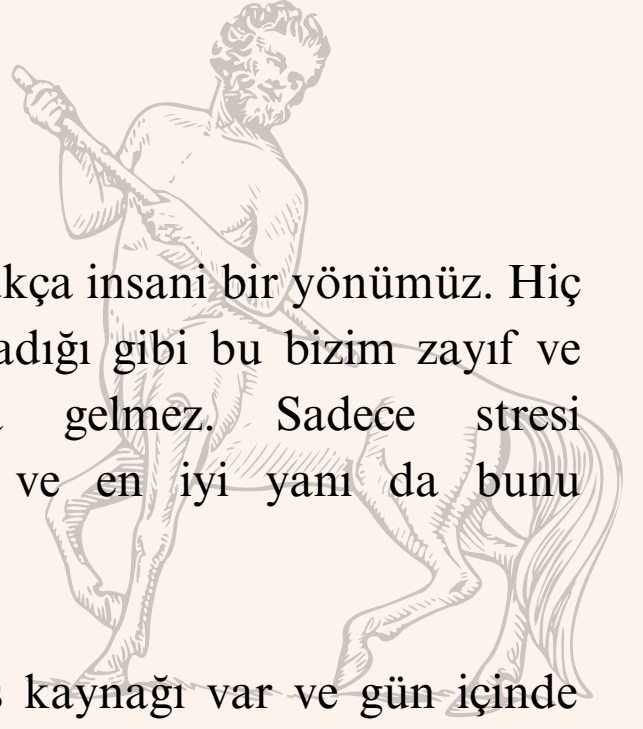 kça insani bir yönümüz. Hiç
adığı gibi bu bizim zayıf ve
gelmez. Sadece stresi
ve en iyi yanı da bunu
kaynağı var ve gün içinde